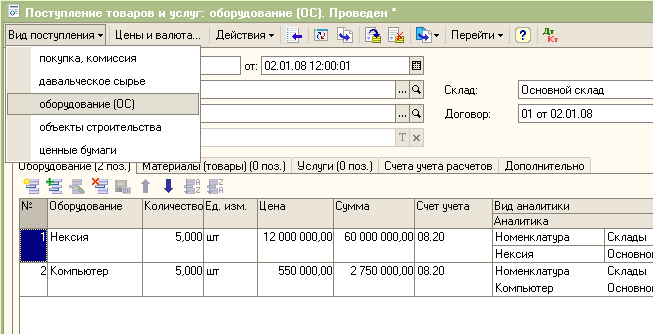 Поступление товаров и услуг: оборудование (ОС). Проведен *
Вид поступления Цены и валюта... Действия Перейти ? Дт Кт
покупка, комиссия
давальческое сырье
оборудование (ОС)
объекты строительства
ценные бумаги
от: 02.01.08 12:00:01
... Склад: Основной склад
... Договор: 01 от 02.01.08
T x
Оборудование (2 поз.) Материалы (товары) (0 поз.) Услуги (0 поз.) Счета учета расчетов Дополнительно
№ Оборудование Количество Ед. изм. Цена Сумма Счет учета Вид аналитики
Аналитика
1 Нексия 5,000 шт 12 000 000,00 60 000 000,00 08.20 Номенклатура Склады
Нексия Основно
2 Компьютер 5,000 шт 550 000,00 2 750 000,00 08.20 Номенклатура Склады
Компьютер Основно